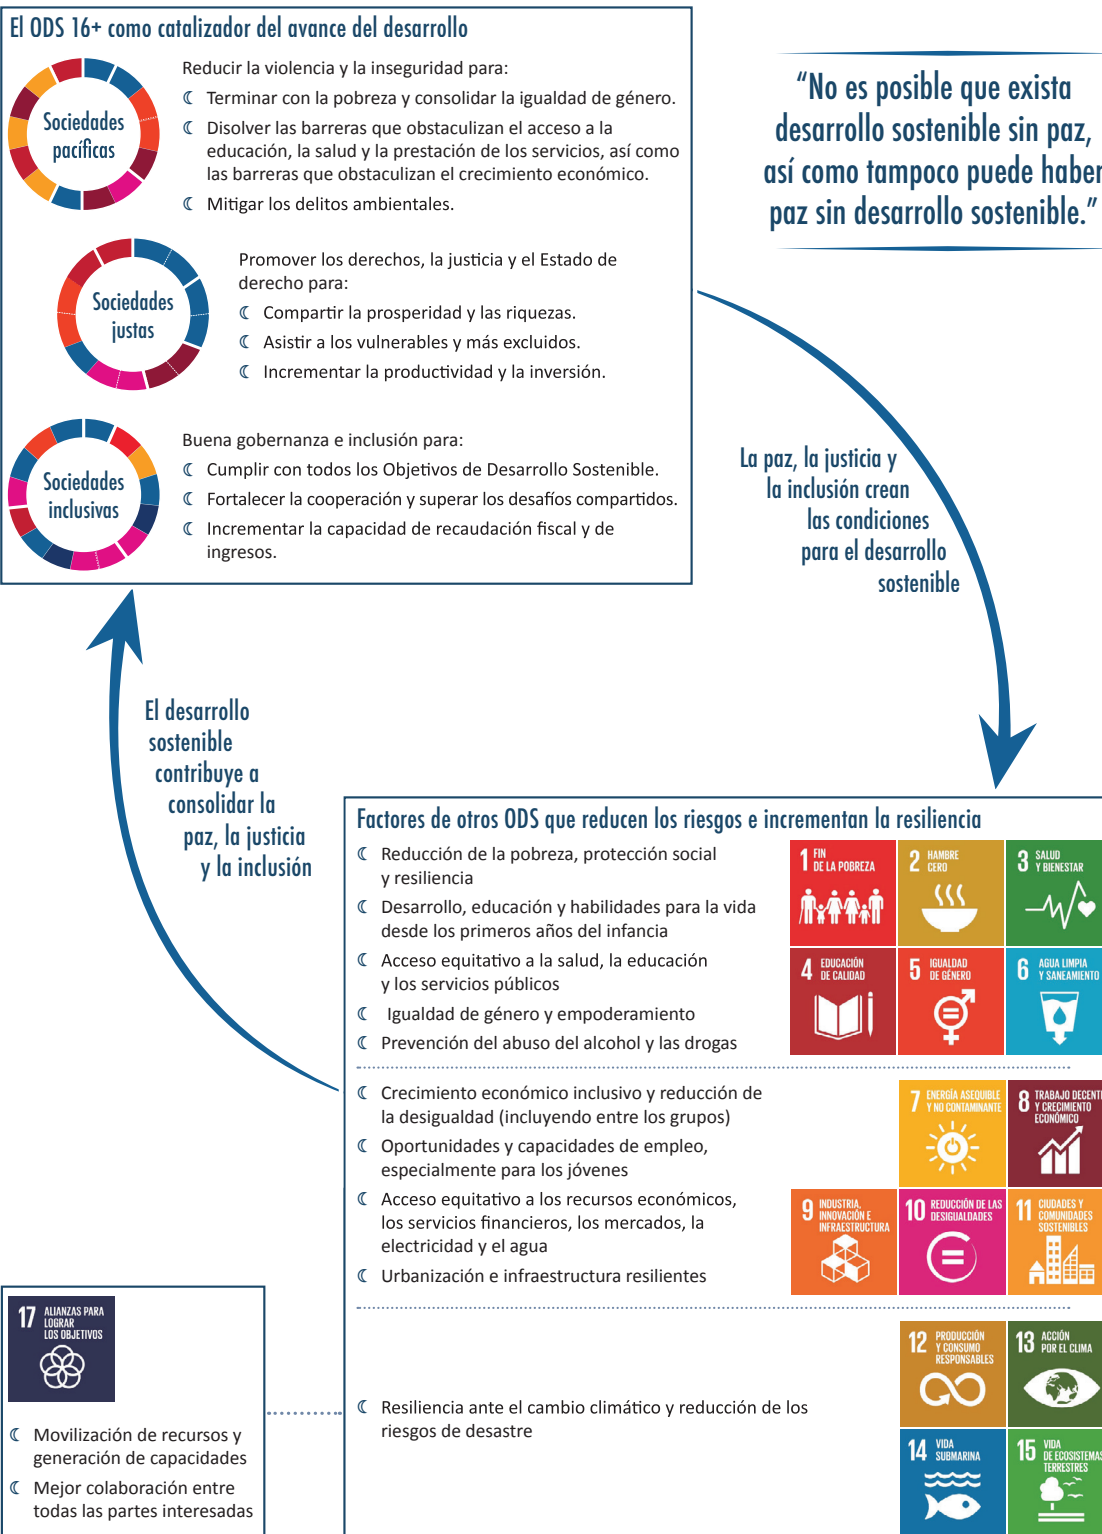 El ODS 16+ como catalizador del avance del desarrollo
Sociedades
pacíficas
Reducir la violencia y la inseguridad para:
Terminar con la pobreza y consolidar la igualdad de género.
Disolver las barreras que obstaculizan el acceso a la
educación, la salud y la prestación de los servicios, así como
las barreras que obstaculizan el crecimiento económico.
Mitigar los delitos ambientales.
Sociedades
justas
Promover los derechos, la justicia y el Estado de
derecho para:
Compartir la prosperidad y las riquezas.
Asistir a los vulnerables y más excluidos.
Incrementar la productividad y la inversión.
Sociedades
inclusivas
Buena gobernanza e inclusión para:
Cumplir con todos los Objetivos de Desarrollo Sostenible.
Fortalecer la cooperación y superar los desafíos compartidos.
Incrementar la capacidad de recaudación fiscal y de
ingresos.
“No es posible que exista
desarrollo sostenible sin paz,
así como tampoco puede haber
paz sin desarrollo sostenible.”
La paz, la justicia y
la inclusión crean
las condiciones
para el desarrollo
sostenible
El desarrollo
sostenible
contribuye a
consolidar la
paz, la justicia
y la inclusión
Factores de otros ODS que reducen los riesgos e incrementan la resiliencia
Reducción de la pobreza, protección social
y resiliencia
Desarrollo, educación y habilidades para la vida
desde los primeros años del infancia
Acceso equitativo a la salud, la educación
y los servicios públicos
Igualdad de género y empoderamiento
Prevención del abuso del alcohol y las drogas
1 FIN
DE LA POBREZA
2 HAMBRE
CERO
3 SALUD
Y BIENESTAR
4 EDUCACIÓN
DE CALIDAD
5 IGUALDAD
DE GÉNERO
6 AGUA LIMPIA
Y SANEAMIENTO
Crecimiento económico inclusivo y reducción de
la desigualdad (incluyendo entre los grupos)
Oportunidades y capacidades de empleo,
especialmente para los jóvenes
Acceso equitativo a los recursos económicos,
los servicios financieros, los mercados, la
electricidad y el agua
Urbanización e infraestructura resilientes
7 ENERGÍA ASEQUIBLE
Y NO CONTAMINANTE
8 TRABAJO DECENTE
Y CRECIMIENTO
ECONÓMICO
9 INDUSTRIA,
INNOVACIÓN E
INFRAESTRUCTURA
10 REDUCCIÓN DE LAS
DESIGUALDADES
11 CIUDADES Y
COMUNIDADES
SOSTENIBLES
Resiliencia ante el cambio climático y reducción de los
riesgos de desastre
12 PRODUCCIÓN
Y CONSUMO
RESPONSABLES
13 ACCIÓN
POR EL CLIMA
14 VIDA
SUBMARINA
15 VIDA
DE ECOSISTEMAS
TERRESTRES
17 ALIANZAS PARA
LOGRAR
LOS OBJETIVOS
Movilización de recursos y
generación de capacidades
Mejor colaboración entre
todas las partes interesadas